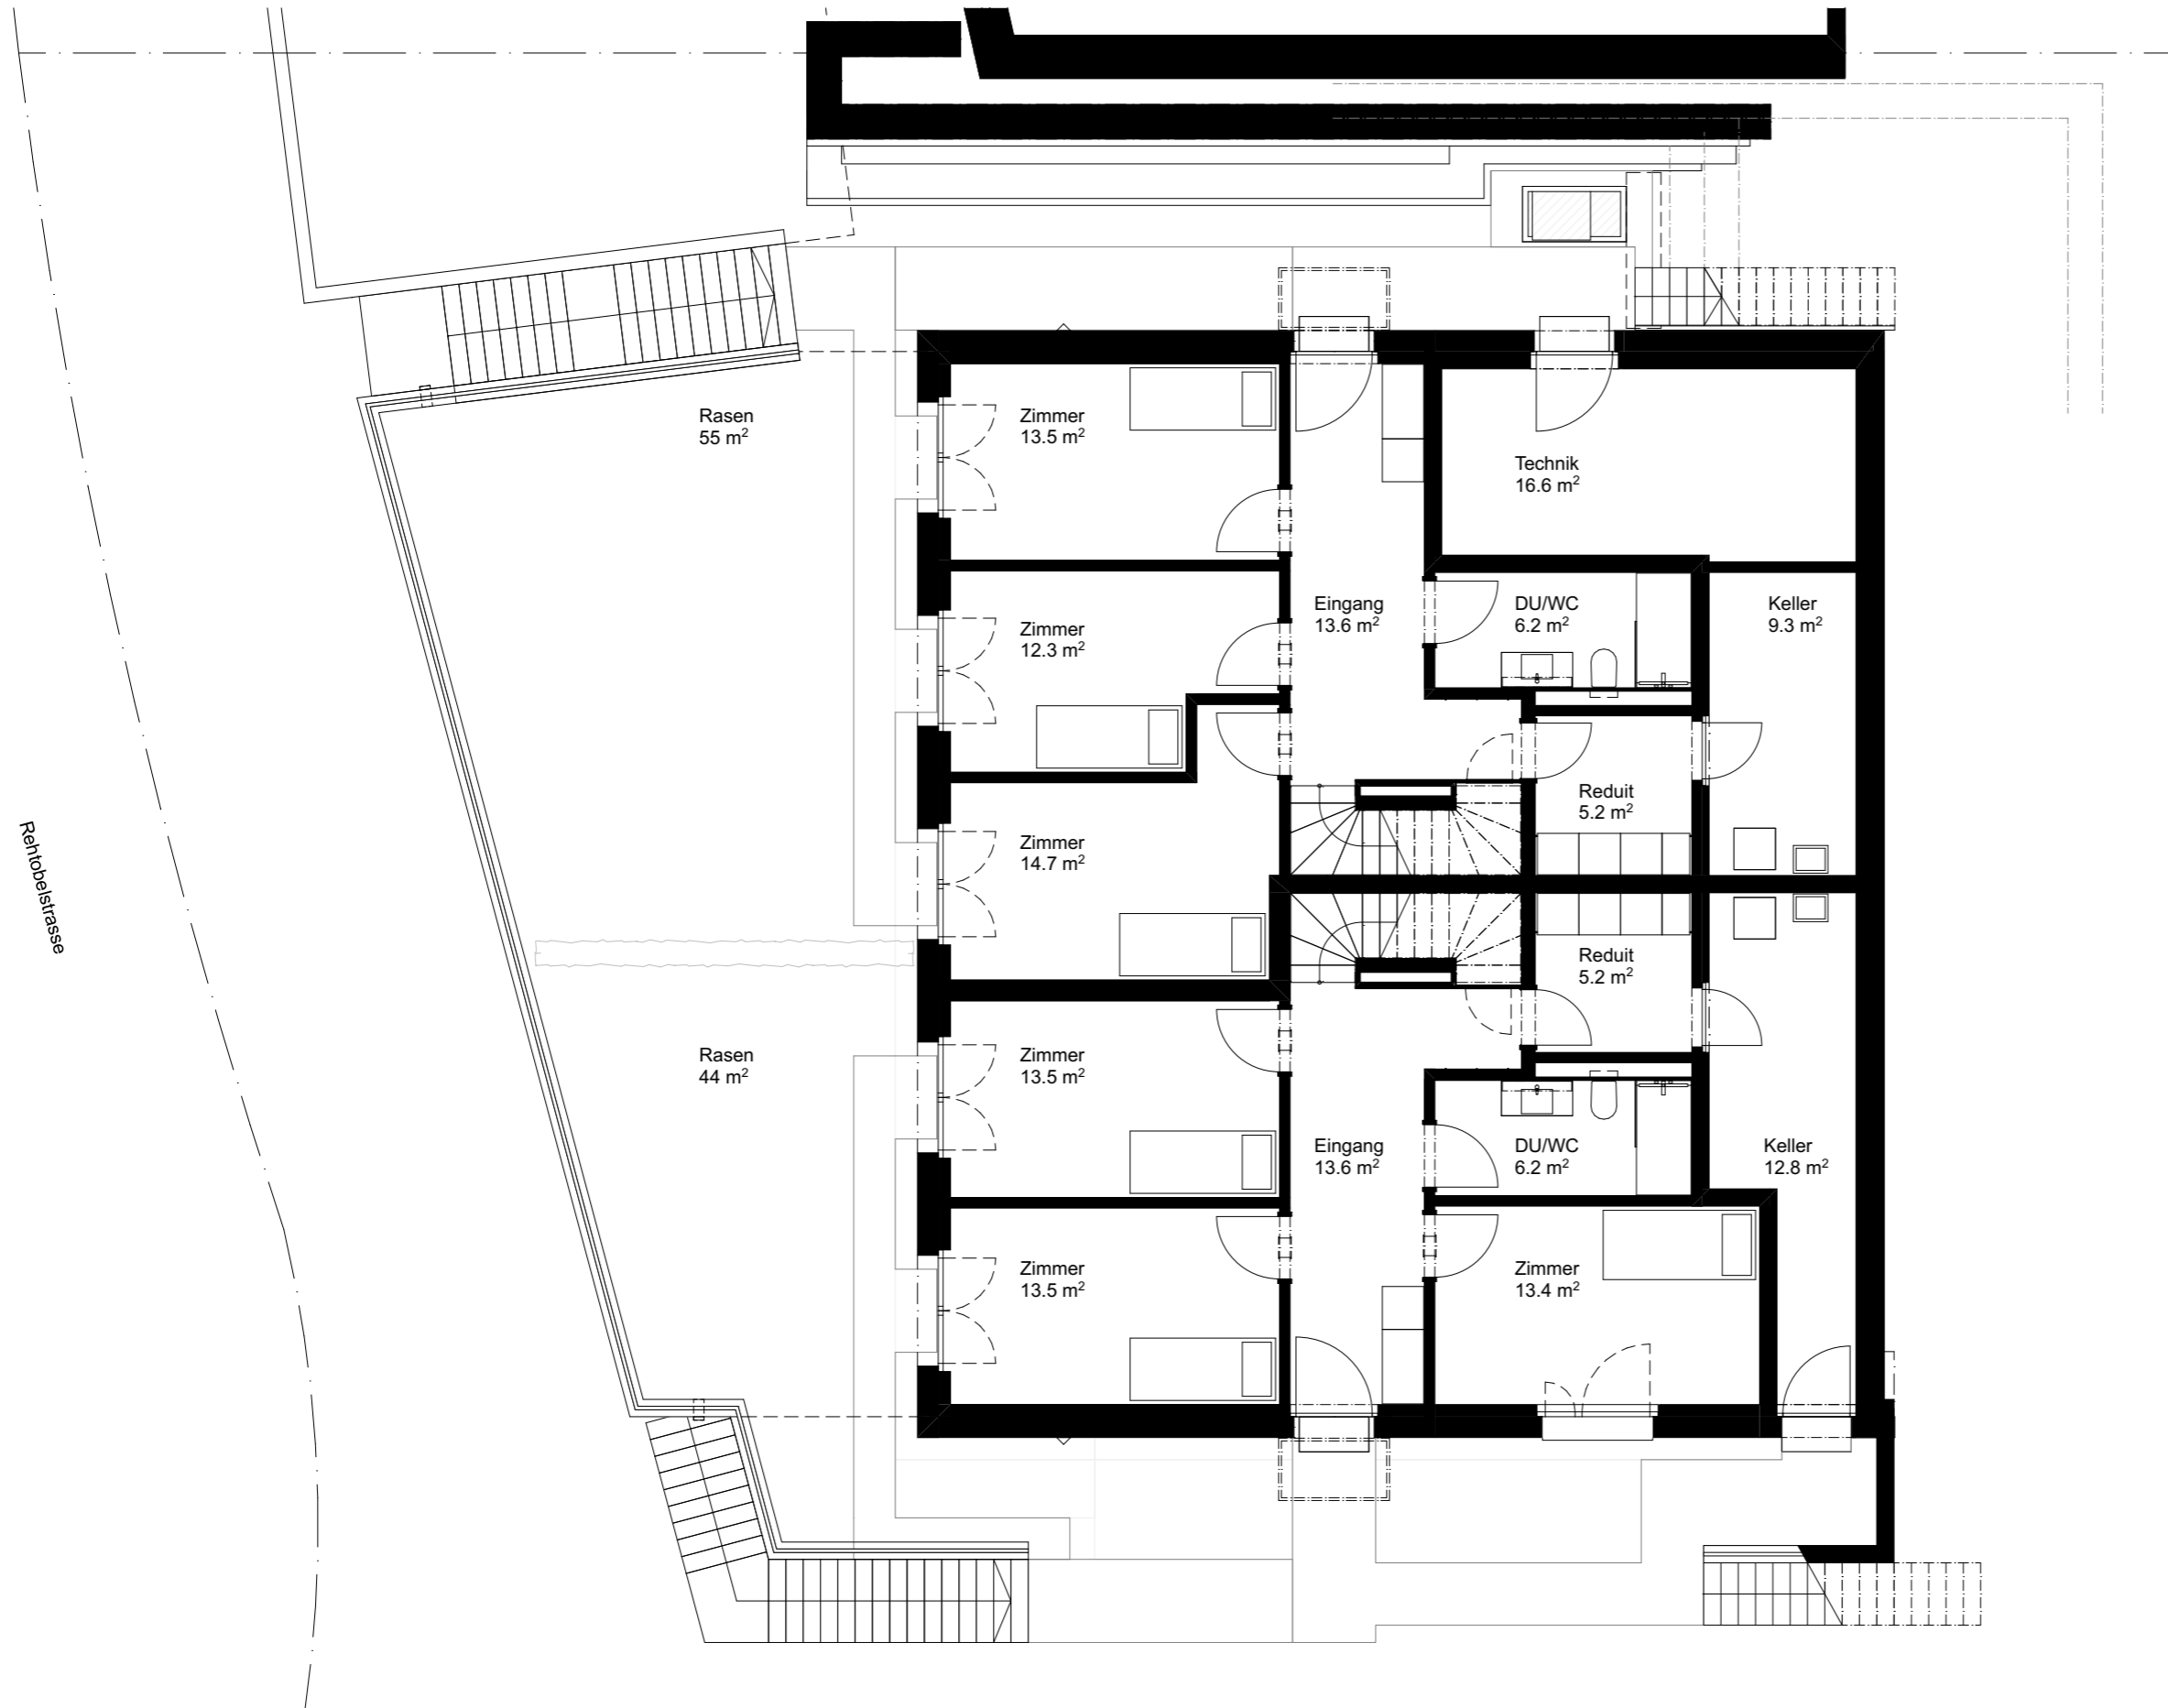 Rasen
55 m²
Zimmer
13.5 m²
Technik
16.6 m²
Eingang
13.6 m²
DU/WC
6.2 m²
Keller
9.3 m²
Zimmer
12.3 m²
Reduit
5.2 m²
Zimmer
14.7 m²
Rehtobelstrasse
Reduit
5.2 m²
Rasen
44 m²
Zimmer
13.5 m²
Eingang
13.6 m²
DU/WC
6.2 m²
Keller
12.8 m²
Zimmer
13.5 m²
Zimmer
13.4 m²